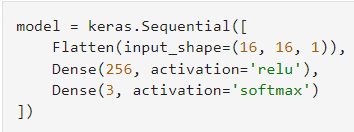 model = keras.Sequential([
    Flatten(input_shape=(16, 16, 1)),
    Dense(256, activation='relu'),
    Dense(3, activation='softmax')
])